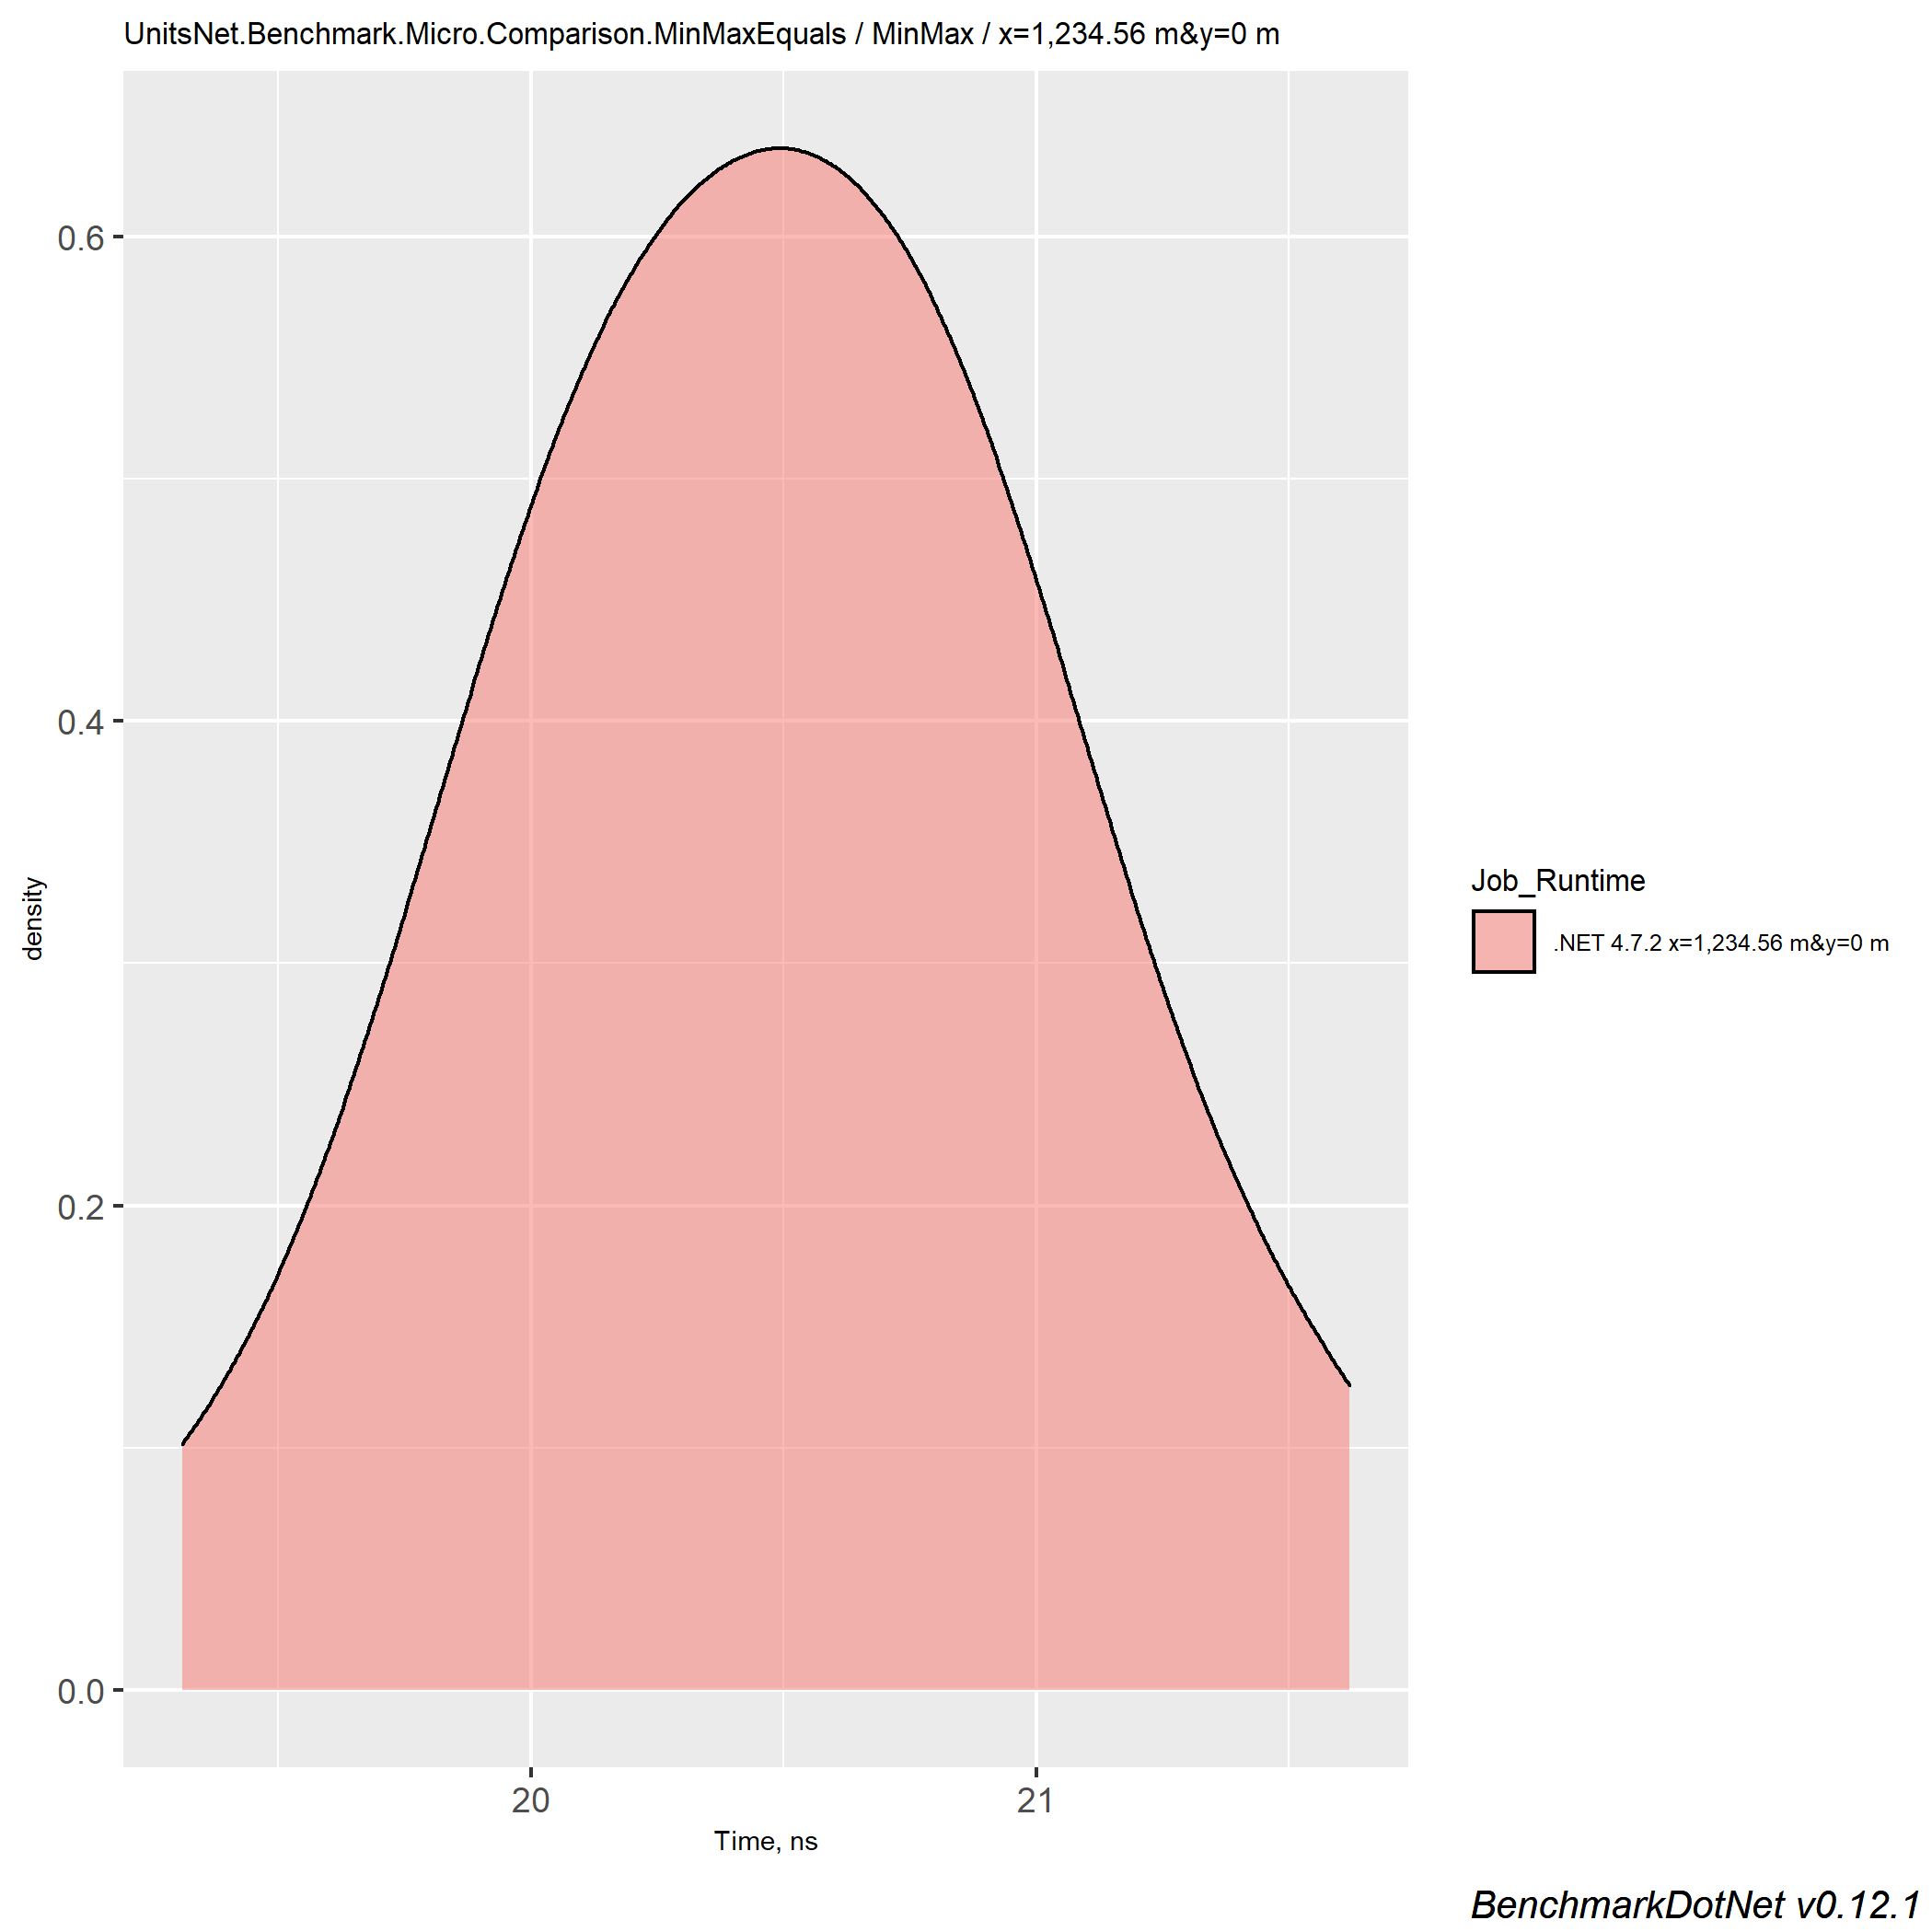 UnitsNet.Benchmark.Micro.Comparison.MinMaxEquals / MinMax / x=1,234.56 m&y=0 m
0.6
0.4
0.2
0.0
density
20
21
Time, ns
Job_Runtime
.NET 4.7.2 x=1,234.56 m&y=0 m
BenchmarkDotNet v0.12.1